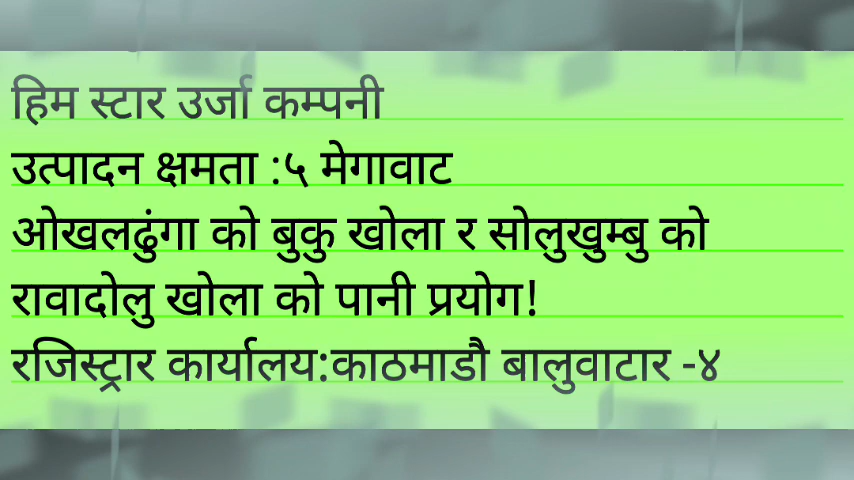 हिम स्टार उर्जा कम्पनी
उत्पादन क्षमता :५ मेगावाट
ओखलढुंगा को बुकु खोला र सोलुखुम्बु को
रावादोलु खोला को पानी प्रयोग!
रजिस्ट्रार कार्यालय:काठमाडौ बालुवाटार -४